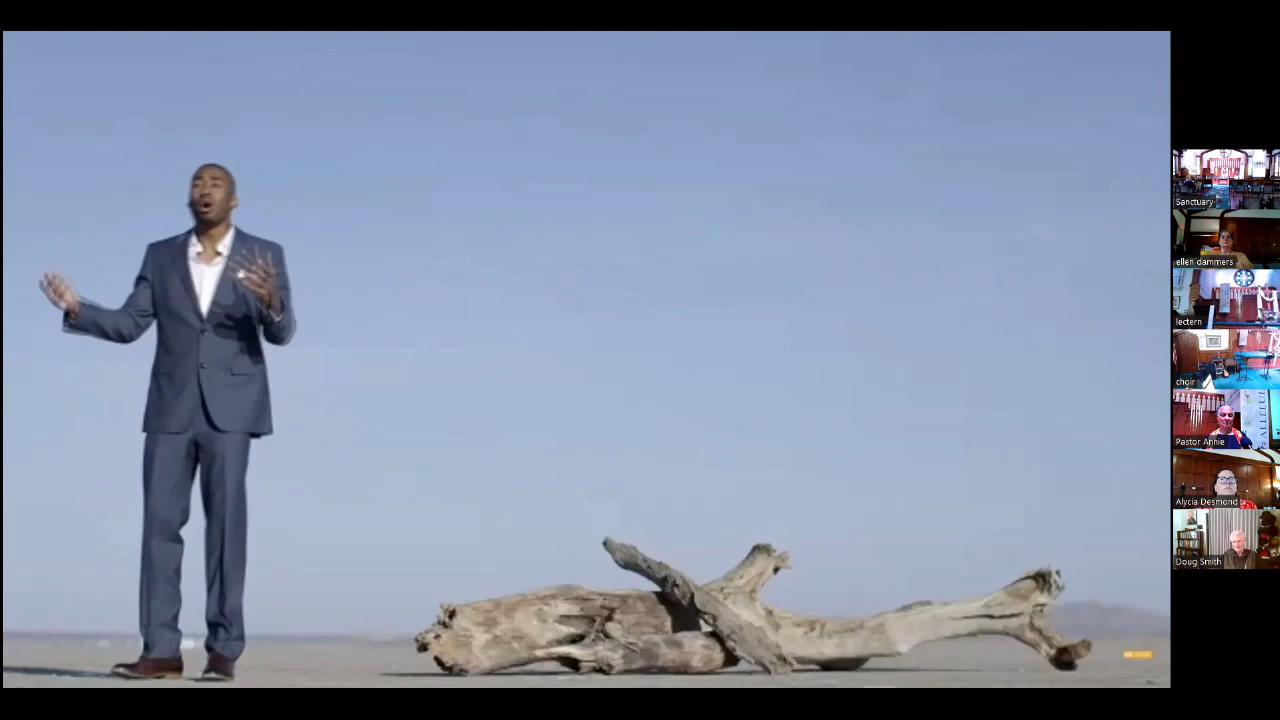 Sanctuary
ellen dammers
lectern
choir
Pastor Annie
Alycia Desmond
Doug Smith